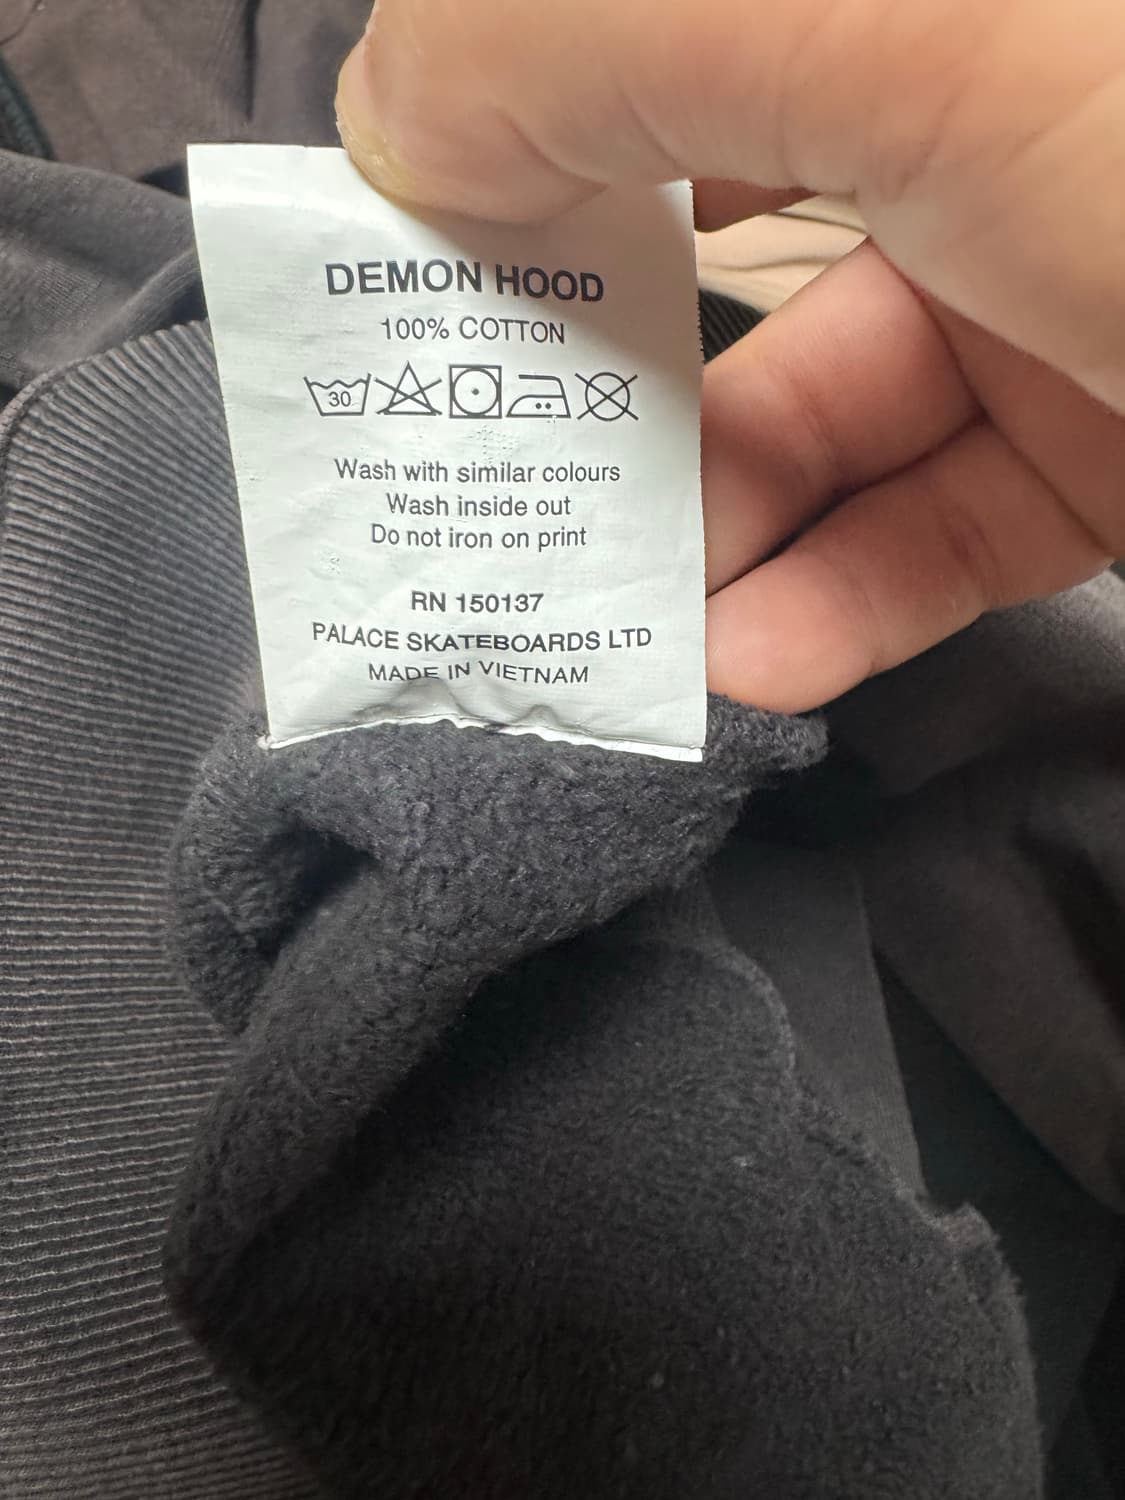 DEMON HOOD
100% COTTON
30
Wash with similar colours
Wash inside out
Do not iron on print
RN 150137
PALACE SKATEBOARDS LTD
MADE IN VIETNAM